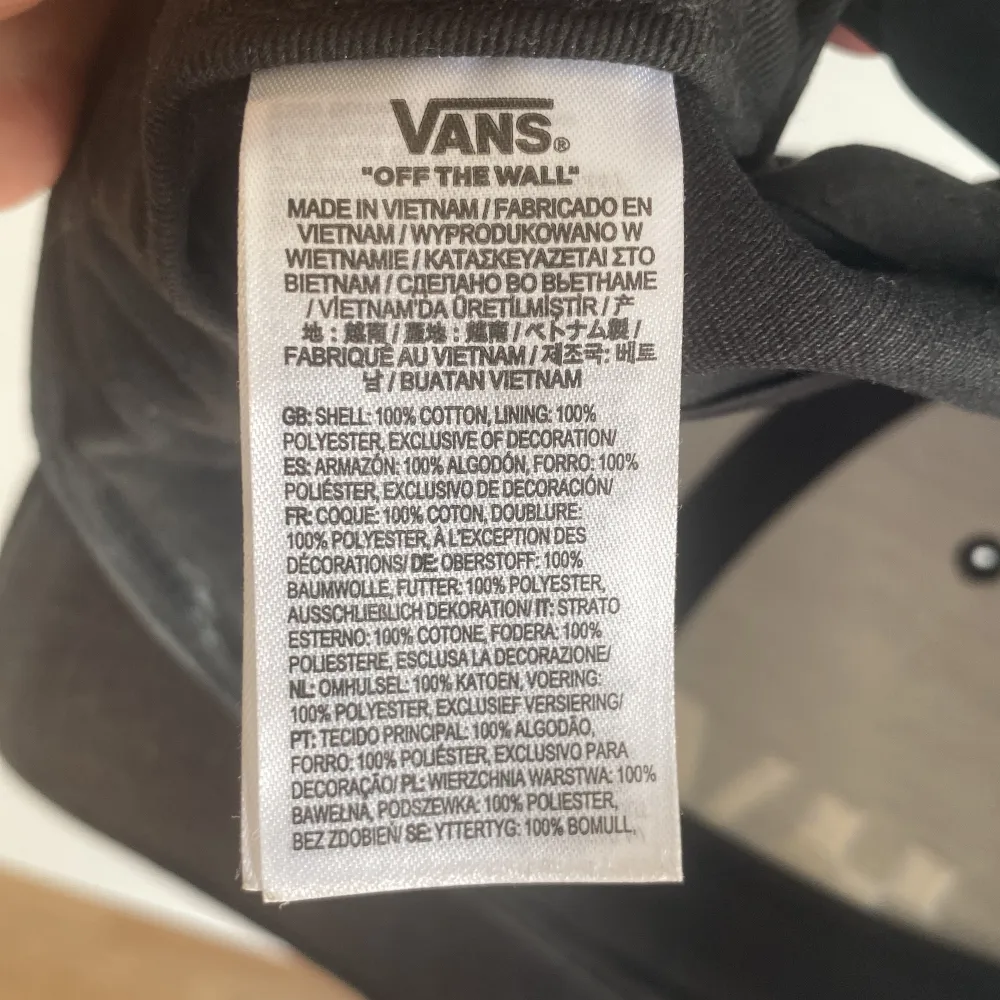 VANS®
"OFF THE WALL"
MADE IN VIETNAM / FABRICADO EN
VIETNAM / WYPRODUKOWANO W
WIETNAMIE / ΚΑΤΑΣΚΕΥΑΖΕΤΑΙ ΣΤΟ
ΒΙΕΤΝΑΜ / СДЕЛАНО ВО ВЬЕТНАМЕ
/ VİETNAM'DA ÜRETİLMİŞTİR / 产
地：越南 / 產地：越南 / ベトナム製 /
FABRIQUÉ AU VIETNAM / 제조국: 베트
남 / BUATAN VIETNAM
GB: SHELL: 100% COTTON, LINING: 100%
POLYESTER, EXCLUSIVE OF DECORATION/
ES: ARMAZÓN: 100% ALGODÓN, FORRO: 100%
POLIÉSTER, EXCLUSIVO DE DECORACIÓN/
FR: COQUE: 100% COTON, DOUBLURE:
100% POLYESTER, À L'EXCEPTION DES
DÉCORATIONS/ DE: OBERSTOFF: 100%
BAUMWOLLE, FUTTER: 100% POLYESTER,
AUSSCHLIEßLICH DEKORATION/ IT: STRATO
ESTERNO: 100% COTONE, FODERA: 100%
POLIESTERE, ESCLUSA LA DECORAZIONE/
NL: OMHULSEL: 100% KATOEN, VOERING:
100% POLYESTER, EXCLUSIEF VERSIERING/
PT: TECIDO PRINCIPAL: 100% ALGODÃO,
FORRO: 100% POLIÉSTER, EXCLUSIVO PARA
DECORAÇÃO/ PL: WIERZCHNIA WARSTWA: 100%
BAWEŁNA, PODSZEWKA: 100% POLIESTER,
BEZ ZDOBIEŃ/ SE: YTTERTYG: 100% BOMULL,